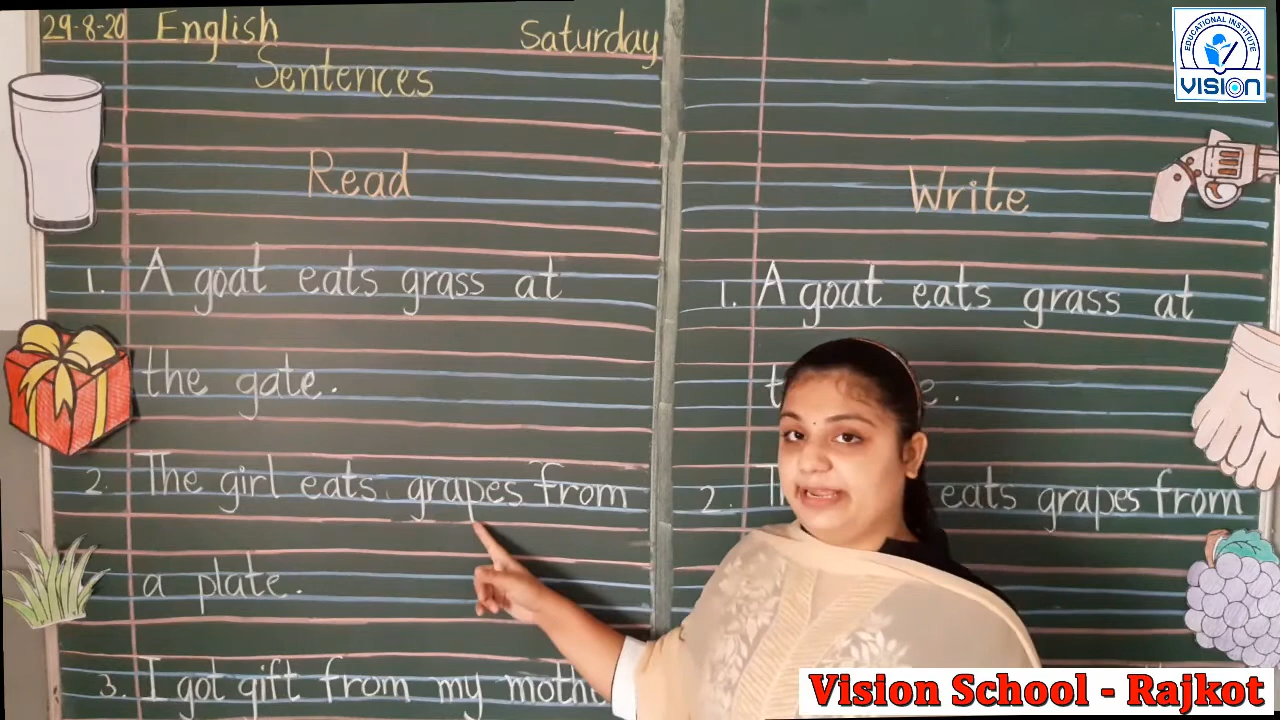 29-8-20 English Saturday
Sentences
Read
1. A goat eats grass at
the gate.
2. The girl eats grapes from
a plate.
3. I got gift from my
Write
1. A goat eats grass at
2. eats grapes from
EDUCATIONAL INSTITUTE
VISION
Vision School - Rajkot